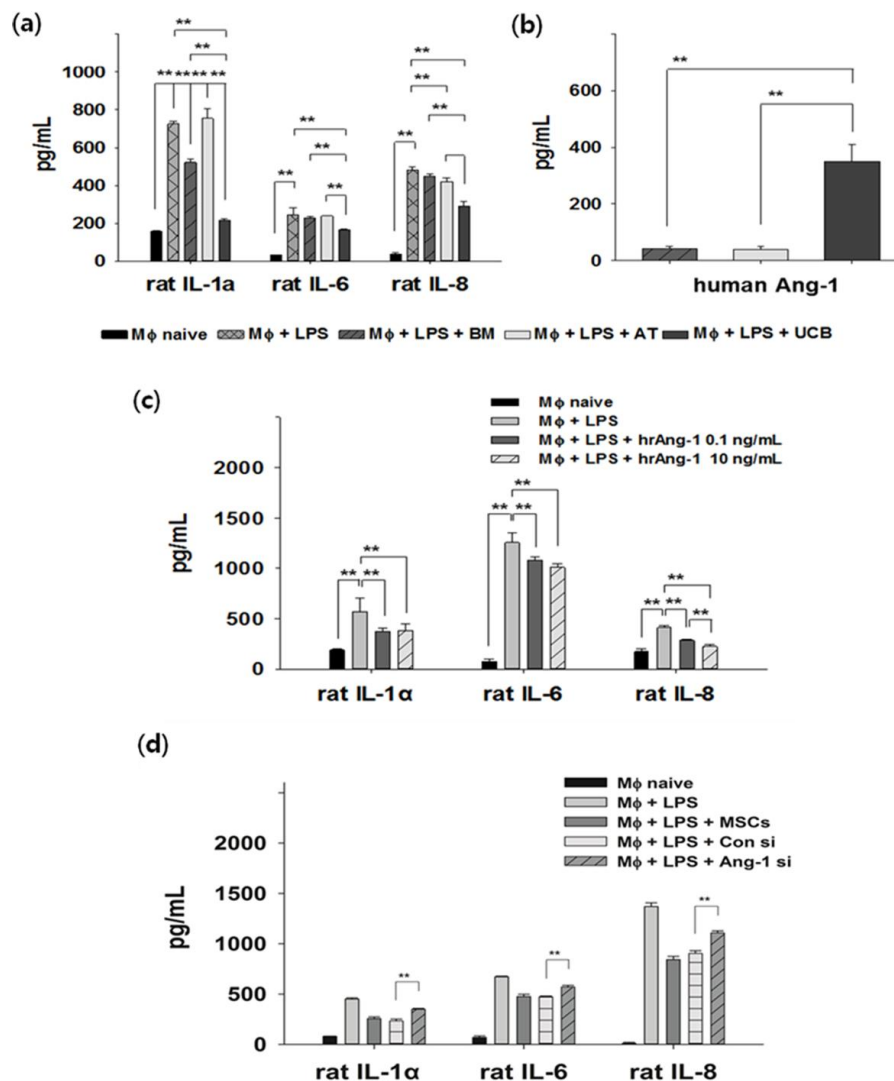 (a)
**
**
** **** **
**
**
**
**
**
**
**
**
pg/mL
1000
800
600
400
200
0
rat IL-1a
rat IL-6
rat IL-8
(b)
**
**
pg/mL
600
400
200
0
human Ang-1
Mϕ naive
Mϕ + LPS
Mϕ + LPS + BM
Mϕ + LPS + AT
Mϕ + LPS + UCB
(c)
Mϕ naive
Mϕ + LPS
Mϕ + LPS + hrAng-1 0.1 ng/mL
Mϕ + LPS + hrAng-1 10 ng/mL
pg/mL
2000
1500
1000
500
0
**
** **
**
** **
**
** ** **
rat IL-1α
rat IL-6
rat IL-8
(d)
Mϕ naive
Mϕ + LPS
Mϕ + LPS + MSCs
Mϕ + LPS + Con si
Mϕ + LPS + Ang-1 si
pg/mL
2000
1500
1000
500
0
**
**
**
rat IL-1α
rat IL-6
rat IL-8